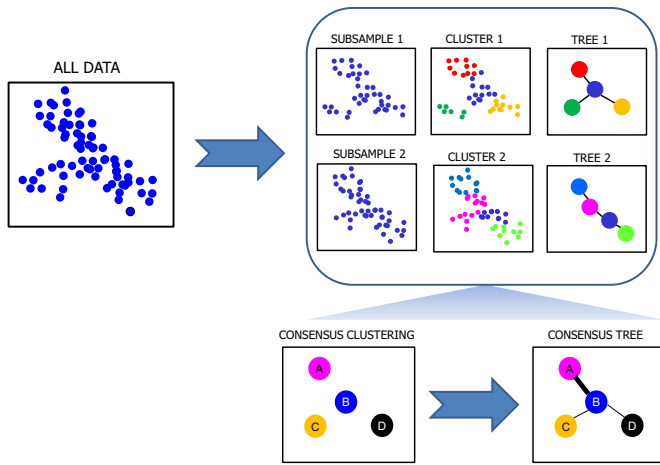 ALL DATA
SUBSAMPLE 1
CLUSTER 1
TREE 1
SUBSAMPLE 2
CLUSTER 2
TREE 2
CONSENSUS CLUSTERING
A
B
C
D
CONSENSUS TREE
A
B
C
D